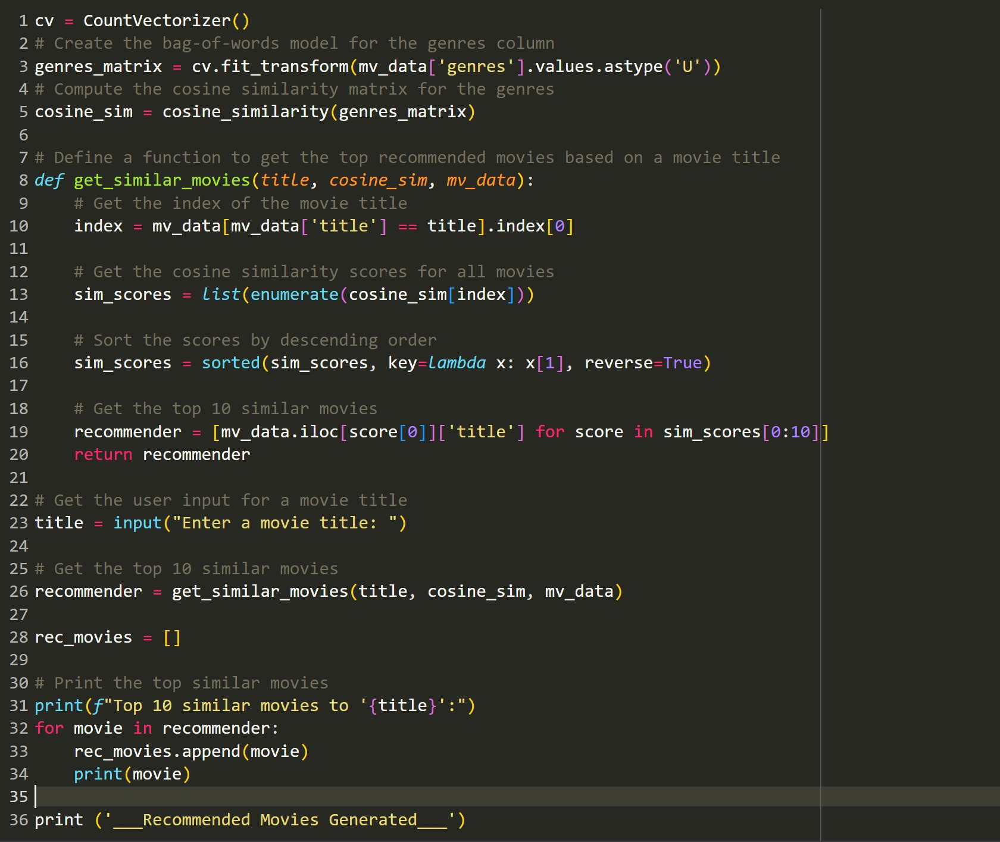 1 cv = CountVectorizer()
2 # Create the bag-of-words model for the genres column
3 genres_matrix = cv.fit_transform(mv_data['genres'].values.astype('U'))
4 # Compute the cosine similarity matrix for the genres
5 cosine_sim = cosine_similarity(genres_matrix)
6
7 # Define a function to get the top recommended movies based on a movie title
8 def get_similar_movies(title, cosine_sim, mv_data):
9     # Get the index of the movie title
10     index = mv_data[mv_data['title'] == title].index[0]
11
12     # Get the cosine similarity scores for all movies
13     sim_scores = list(enumerate(cosine_sim[index]))
14
15     # Sort the scores by descending order
16     sim_scores = sorted(sim_scores, key=lambda x: x[1], reverse=True)
17
18     # Get the top 10 similar movies
19     recommender = [mv_data.iloc[score[0]]['title'] for score in sim_scores[0:10]]
20     return recommender
21
22 # Get the user input for a movie title
23 title = input("Enter a movie title: ")
24
25 # Get the top 10 similar movies
26 recommender = get_similar_movies(title, cosine_sim, mv_data)
27
28 rec_movies = []
29
30 # Print the top similar movies
31 print(f"Top 10 similar movies to '{title}':")
32 for movie in recommender:
33     rec_movies.append(movie)
34     print(movie)
35
36 print ('___Recommended Movies Generated___')